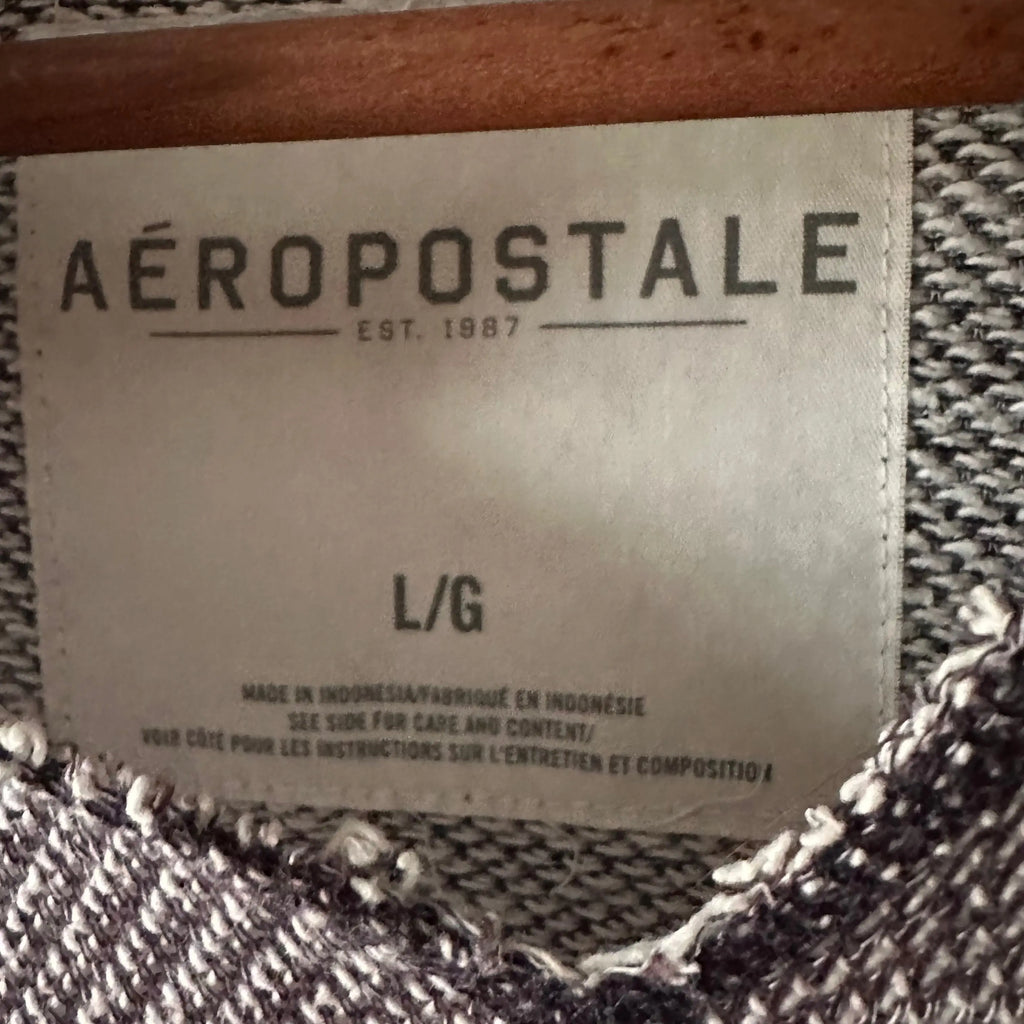 AÉROPOSTALE
EST. 1987
L/G
MADE IN INDONESIA/FABRIQUÉ EN INDONÉSIE
SEE SIDE FOR CARE AND CONTENT/
VOIR CÔTÉ POUR LES INSTRUCTIONS SUR L'ENTRETIEN ET COMPOSITION